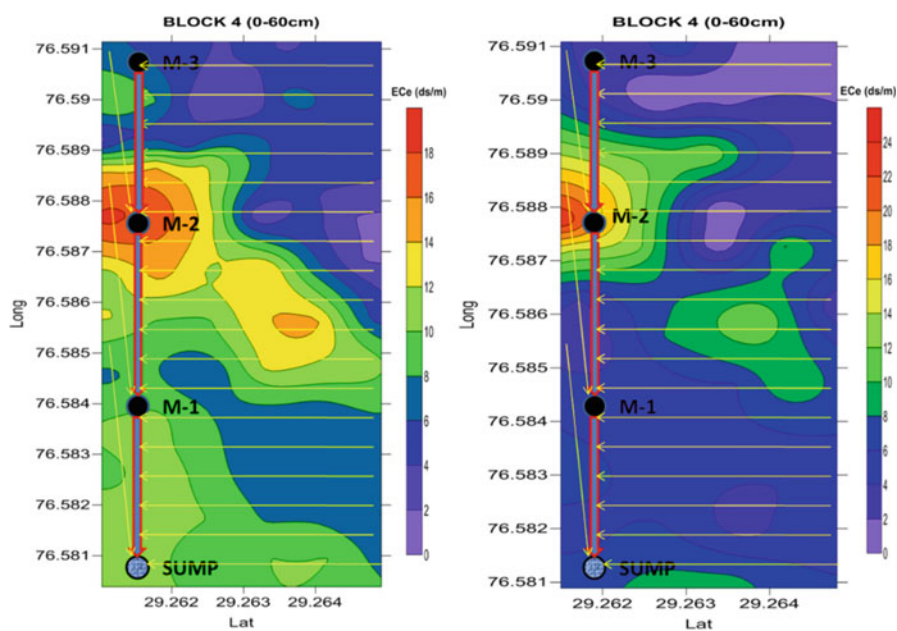 BLOCK 4 (0-60cm)
76.591
76.59
76.589
76.588
76.587
76.586
76.585
76.584
76.583
76.582
76.581
Long
M-3
M-2
M-1
SUMP
29.262 29.263 29.264
Lat
ECe (ds/m)
18
16
14
12
10
8
6
4
2
0
BLOCK 4 (0-60cm)
76.591
76.59
76.589
76.588
76.587
76.586
76.585
76.584
76.583
76.582
76.581
Long
M-3
M-2
M-1
SUMP
29.262 29.263 29.264
Lat
ECe (ds/m)
24
22
20
18
16
14
12
10
8
6
4
2
0